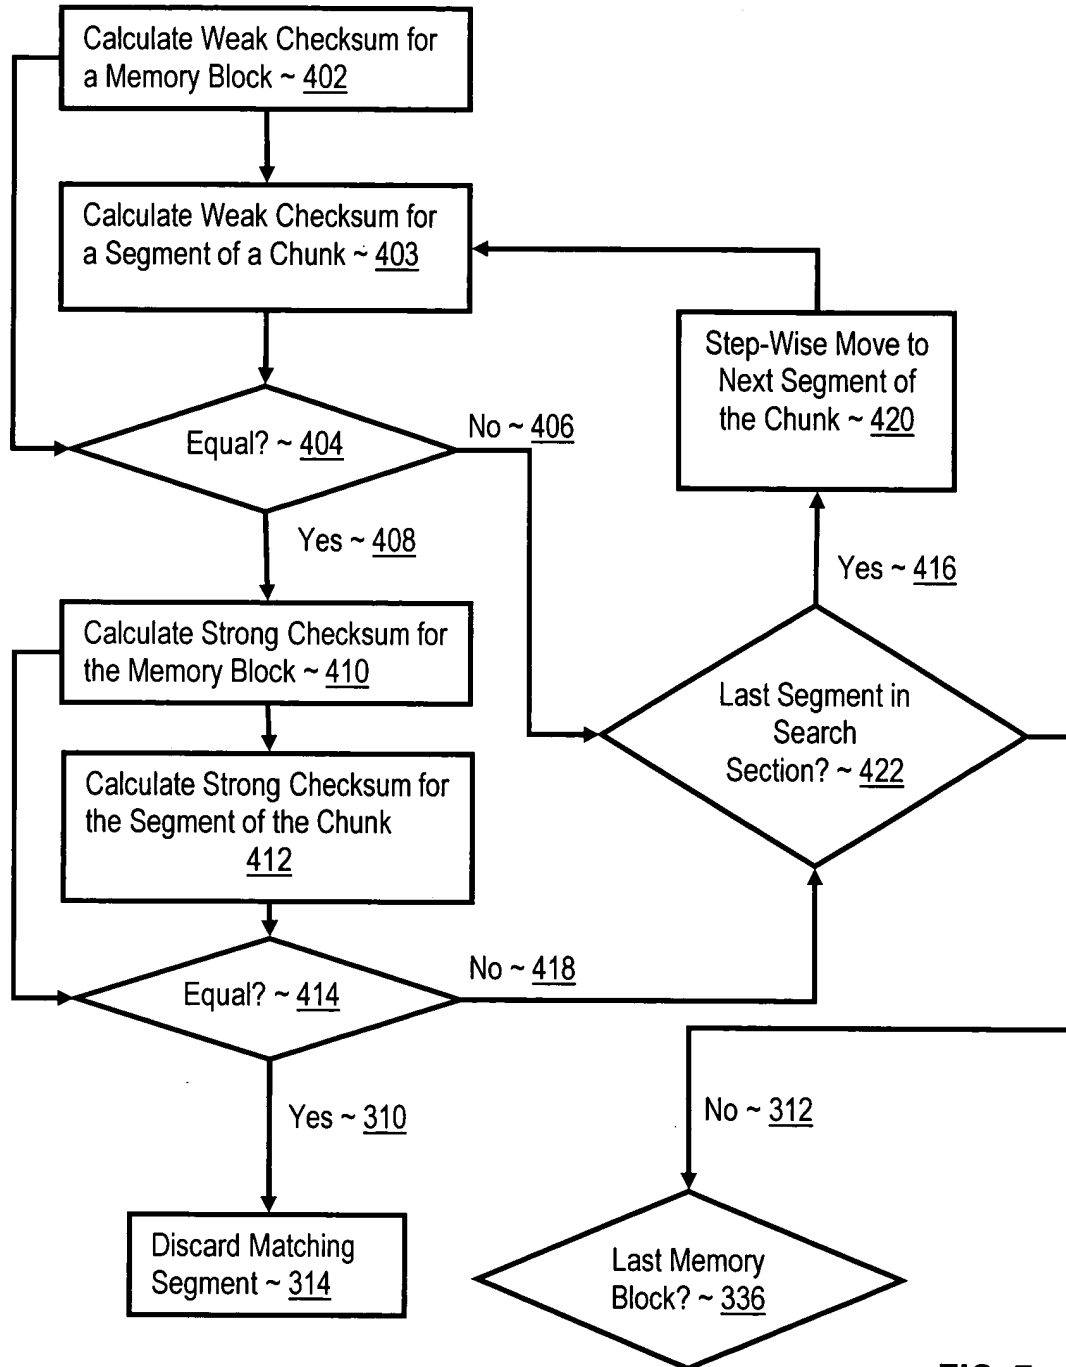 Calculate Weak Checksum for
a Memory Block ~ 402
Calculate Weak Checksum for
a Segment of a Chunk ~ 403
Step-Wise Move to
Next Segment of
the Chunk ~ 420
Equal? ~ 404
No ~ 406
Yes ~ 408
Yes ~ 416
Calculate Strong Checksum for
the Memory Block ~ 410
Last Segment in
Search
Section? ~ 422
Calculate Strong Checksum for
the Segment of the Chunk
412
Equal? ~ 414
No ~ 418
Yes ~ 310
No ~ 312
Discard Matching
Segment ~ 314
Last Memory
Block? ~ 336